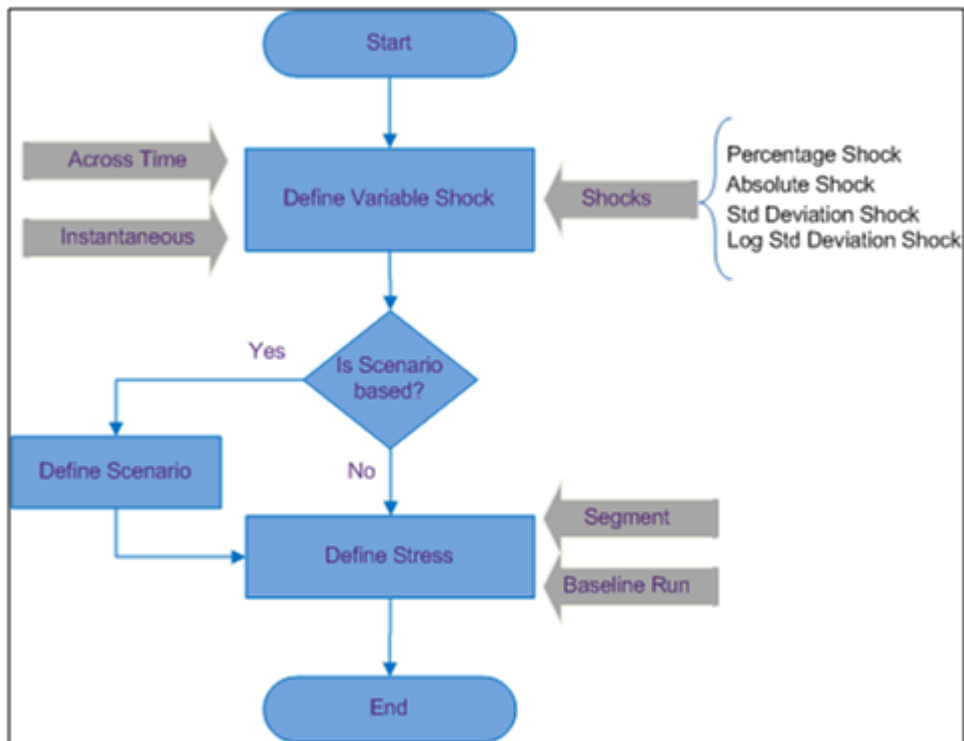 Start
Across Time
Instantaneous
Define Variable Shock
Shocks
Percentage Shock
Absolute Shock
Std Deviation Shock
Log Std Deviation Shock
Yes
Is Scenario
based?
Define Scenario
No
Segment
Define Stress
Baseline Run
End